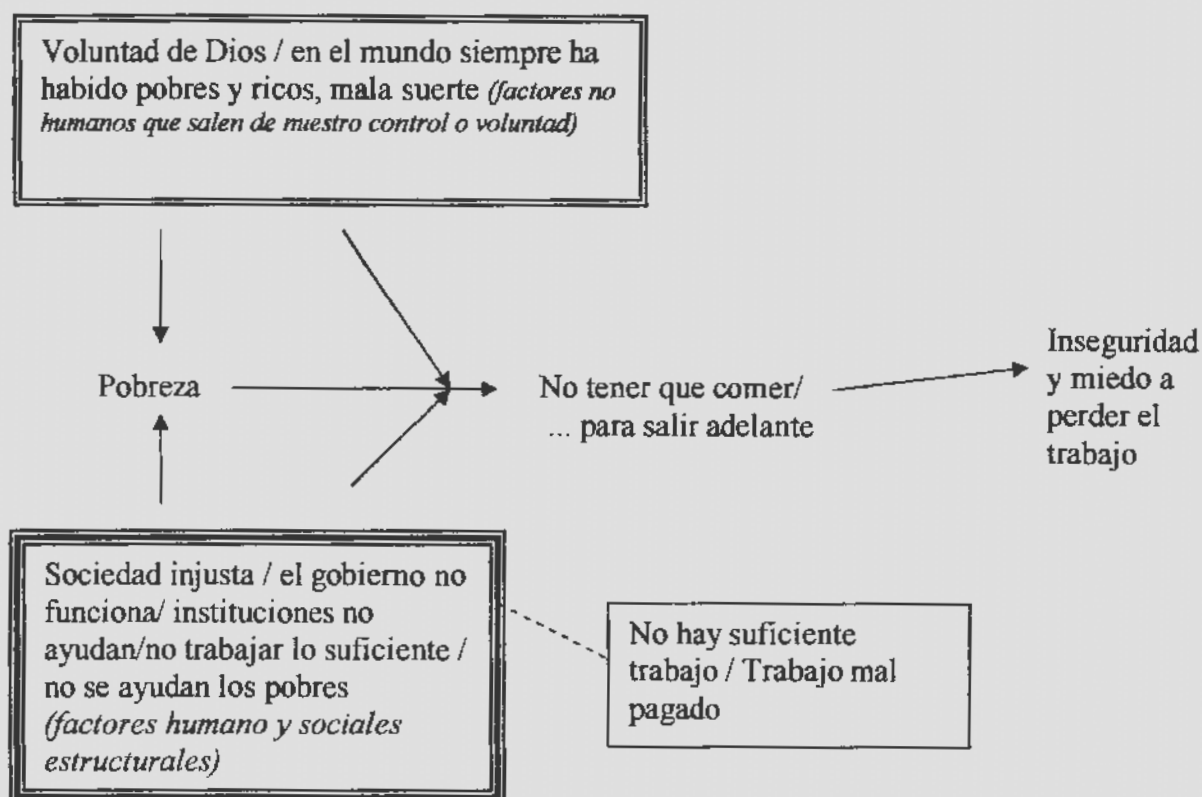 Voluntad de Dios / en el mundo siempre ha
habido pobres y ricos, mala suerte (factores no
humanos que salen de nuestro control o voluntad)
Pobreza
No tener que comer/
... para salir adelante
Inseguridad
y miedo a
perder el
trabajo
Sociedad injusta / el gobierno no
funciona/ instituciones no
ayudan/no trabajar lo suficiente /
no se ayudan los pobres
(factores humano y sociales
estructurales)
No hay suficiente
trabajo / Trabajo mal
pagado